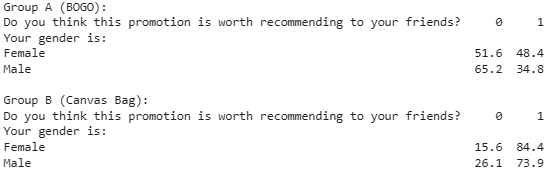 Group A (BOGO):
Do you think this promotion is worth recommending to your friends? 0 1
Your gender is:
Female 51.6 48.4
Male 65.2 34.8
Group B (Canvas Bag):
Do you think this promotion is worth recommending to your friends? 0 1
Your gender is:
Female 15.6 84.4
Male 26.1 73.9